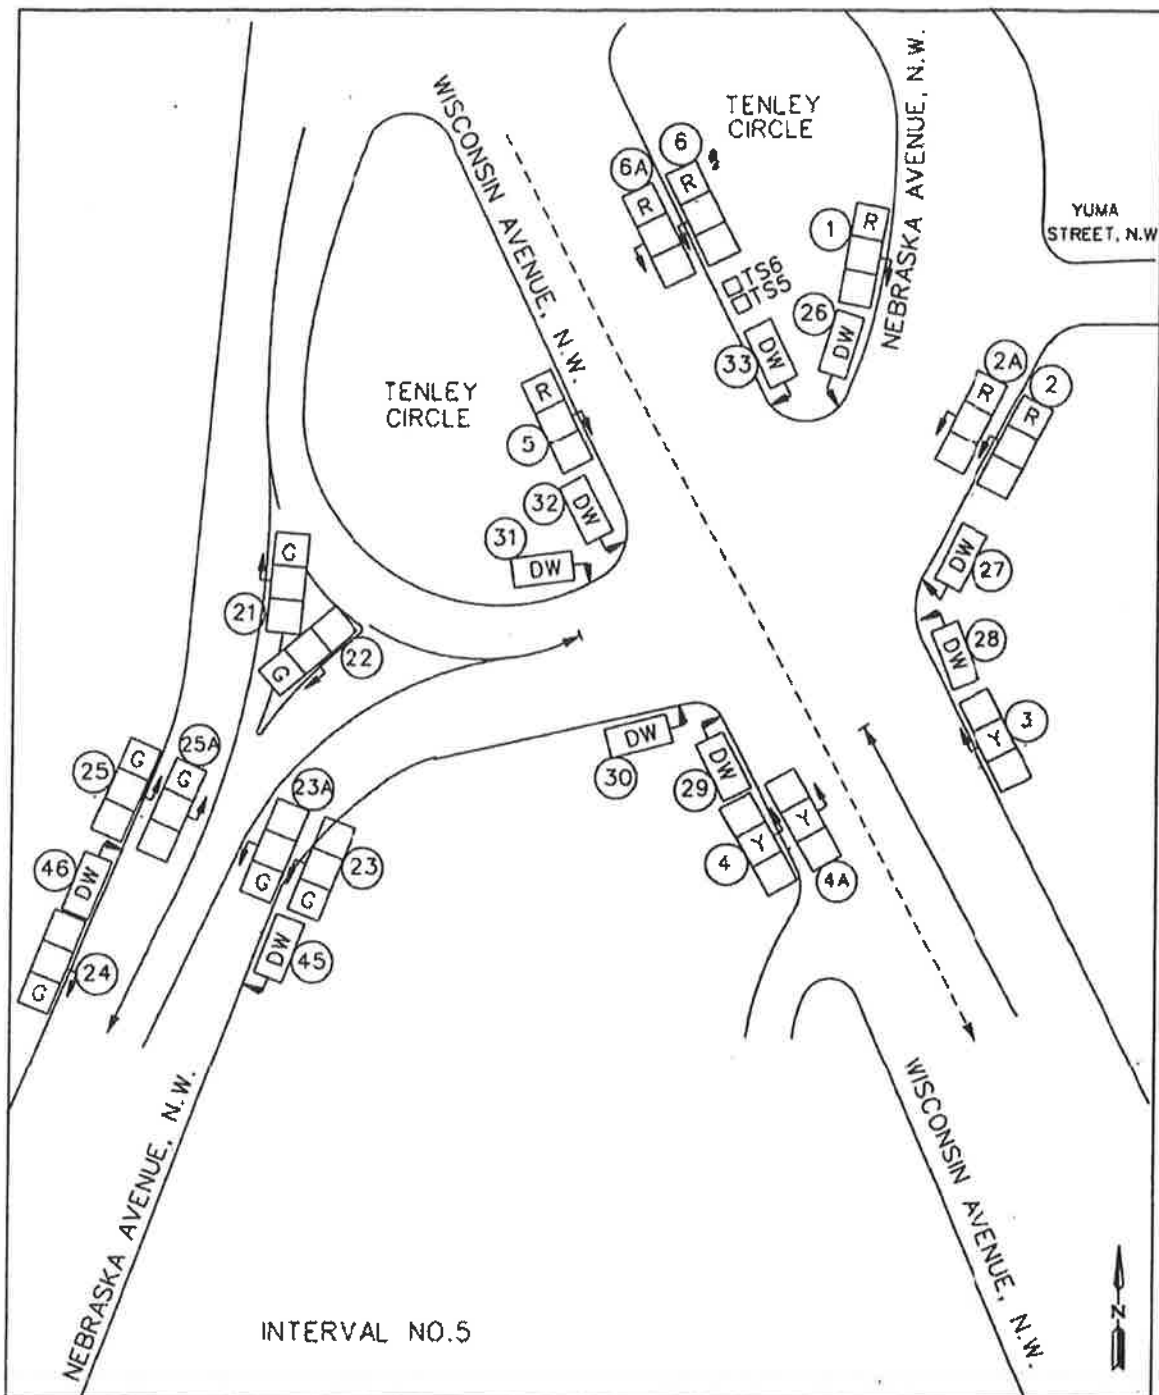 WISCONSIN AVENUE, N.W.
TENLEY
CIRCLE
NEBRASKA AVENUE, N.W.
YUMA
STREET, N.W.
6A
6
R
R
1
R
TS6
TS5
26
DW
33
DW
2A
2
R
R
TENLEY
CIRCLE
R
5
32
DW
31
DW
27
DW
28
DW
3
Y
G
21
22
G
25
G
25A
G
30
DW
29
DW
4
Y
4A
Y
23A
G
23
G
46
DW
24
G
45
DW
NEBRASKA AVENUE, N.W.
WISCONSIN AVENUE, N.W.
INTERVAL NO.5
N